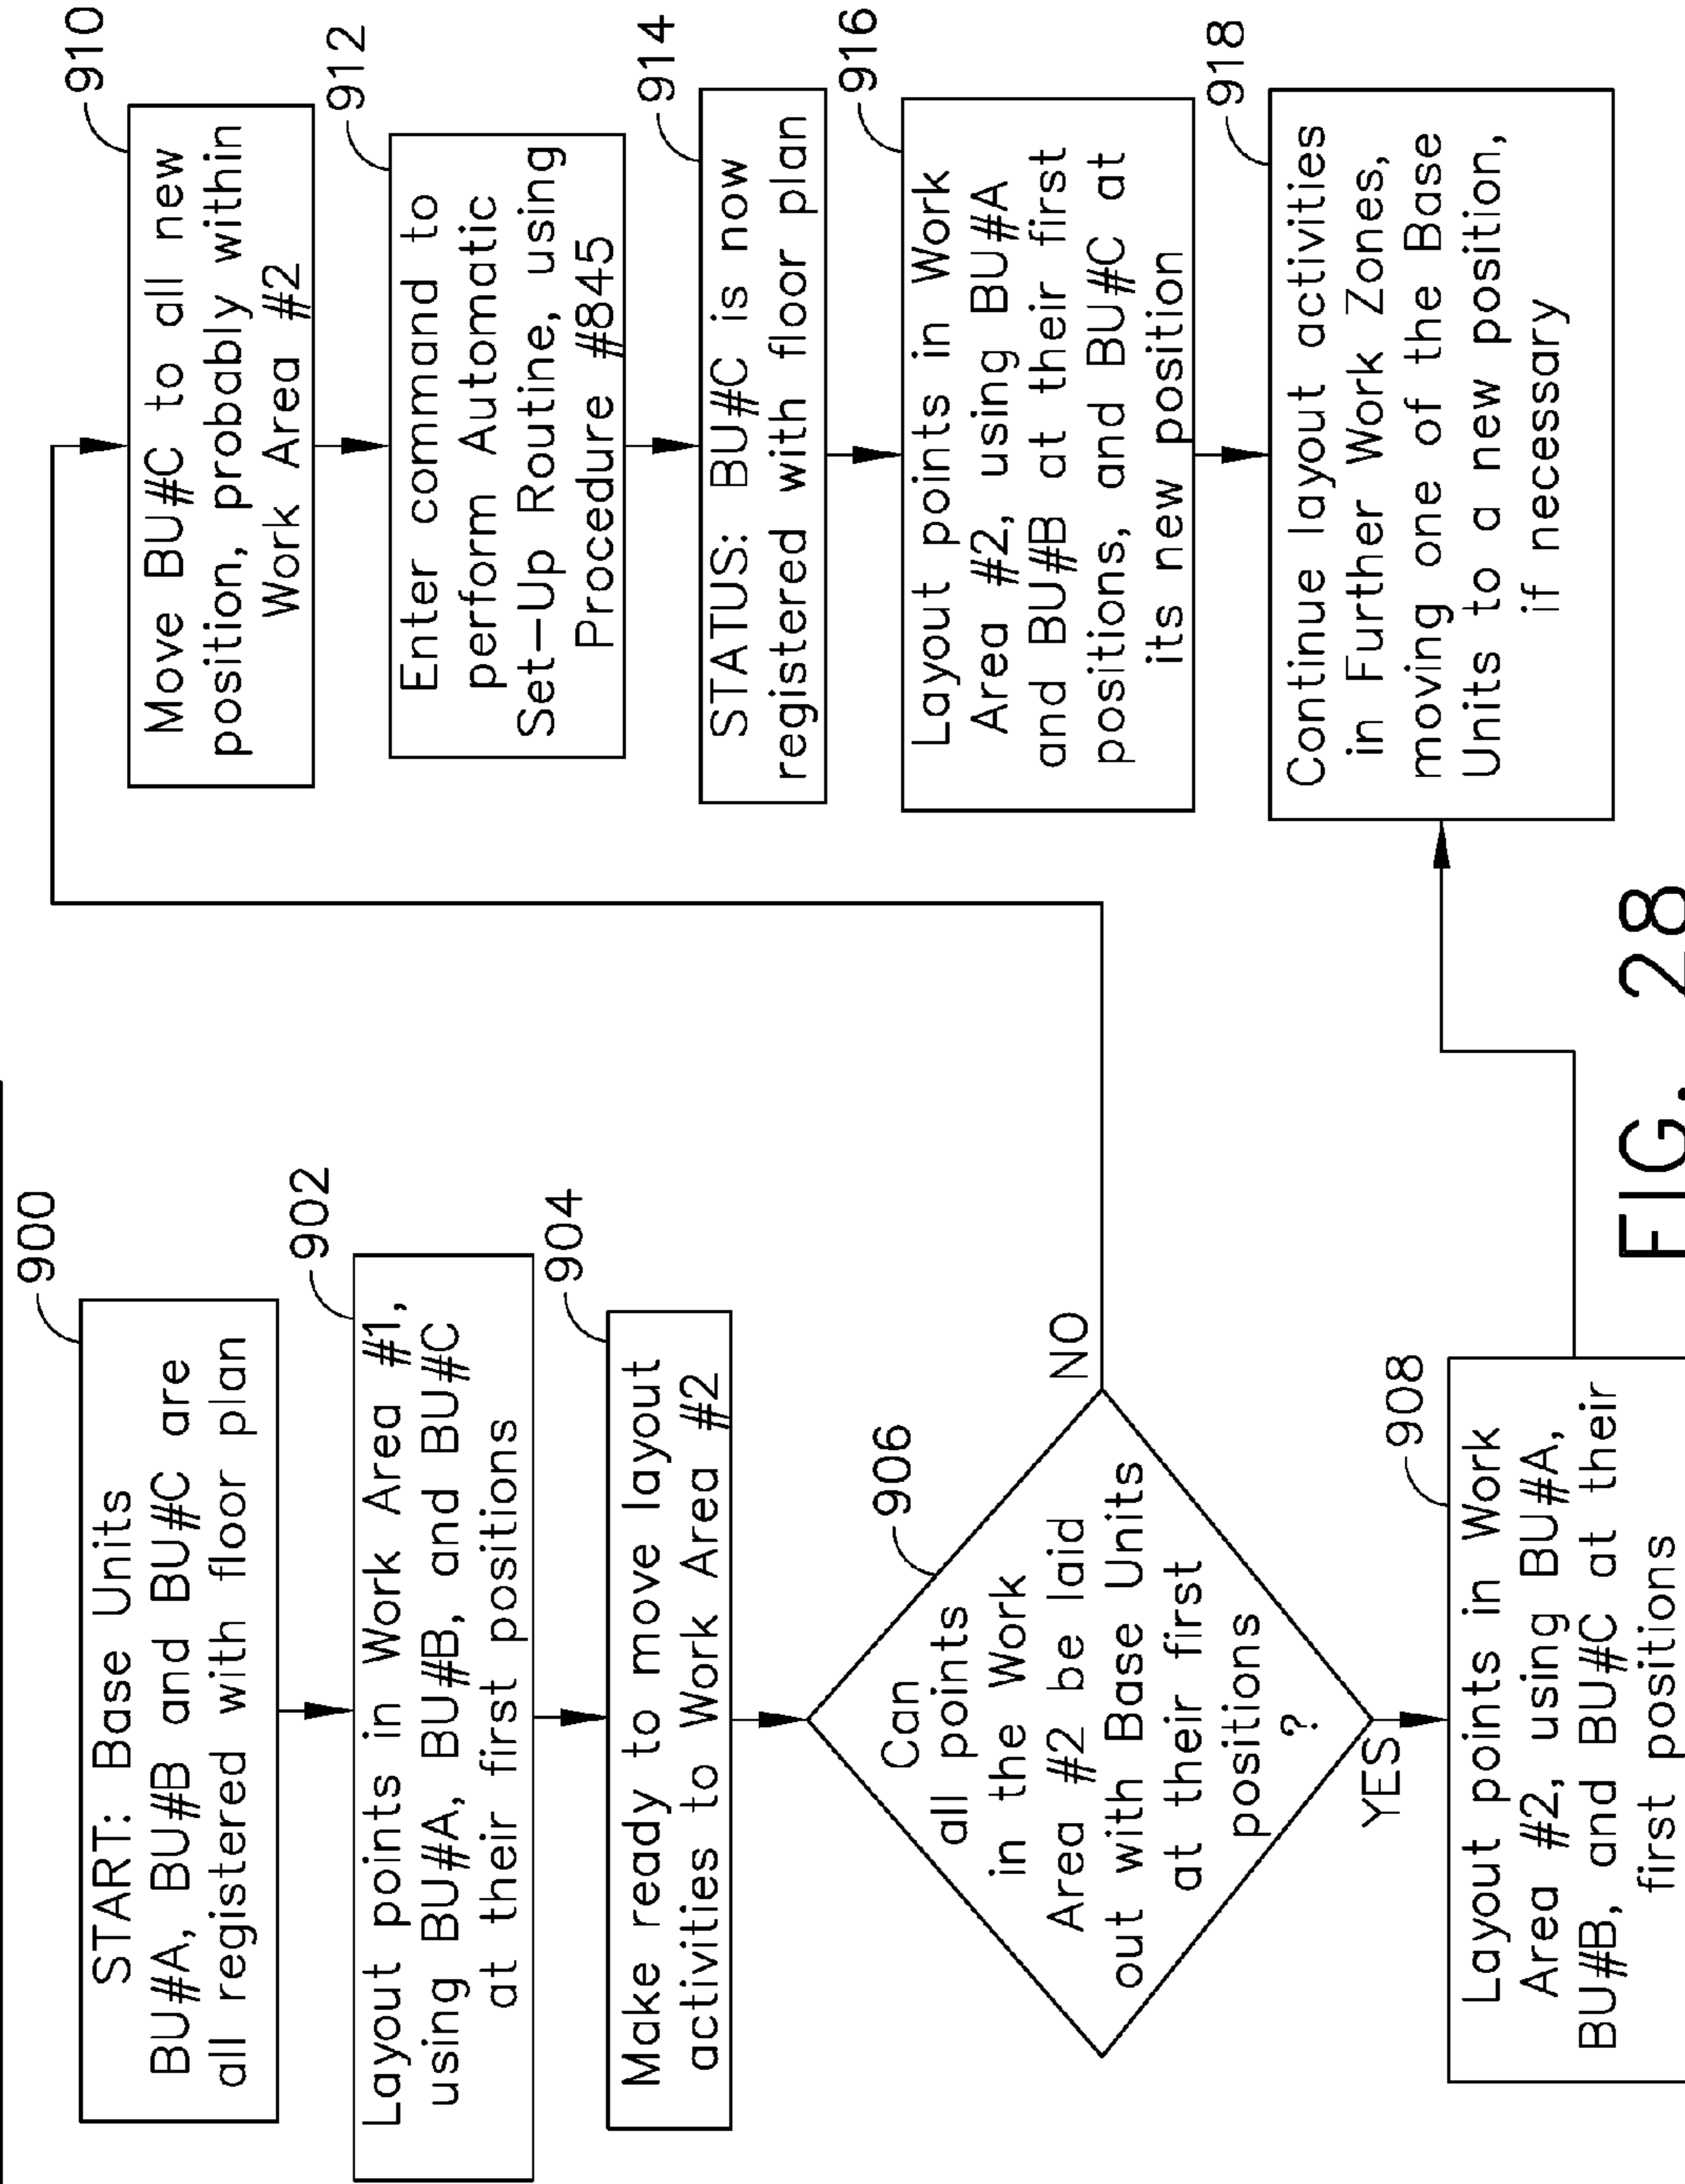 900
START: Base Units
BU#A, BU#B and BU#C are
all registered with floor plan
902
Layout points in Work Area #1,
using BU#A, BU#B, and BU#C
at their first positions
904
Make ready to move layout
activities to Work Area #2
906
Can
all points
in the Work
Area #2 be laid
out with Base Units
at their first
positions
?
NO
YES
908
Layout points in Work
Area #2, using BU#A,
BU#B, and BU#C at their
first positions
910
Move BU#C to all new
position, probably within
Work Area #2
912
Enter command to
perform Automatic
Set-Up Routine, using
Procedure #845
914
STATUS: BU#C is now
registered with floor plan
916
Layout points in Work
Area #2, using BU#A
and BU#B at their first
positions, and BU#C at
its new position
918
Continue layout activities
in Further Work Zones,
moving one of the Base
Units to a new position,
if necessary
FIG. 28